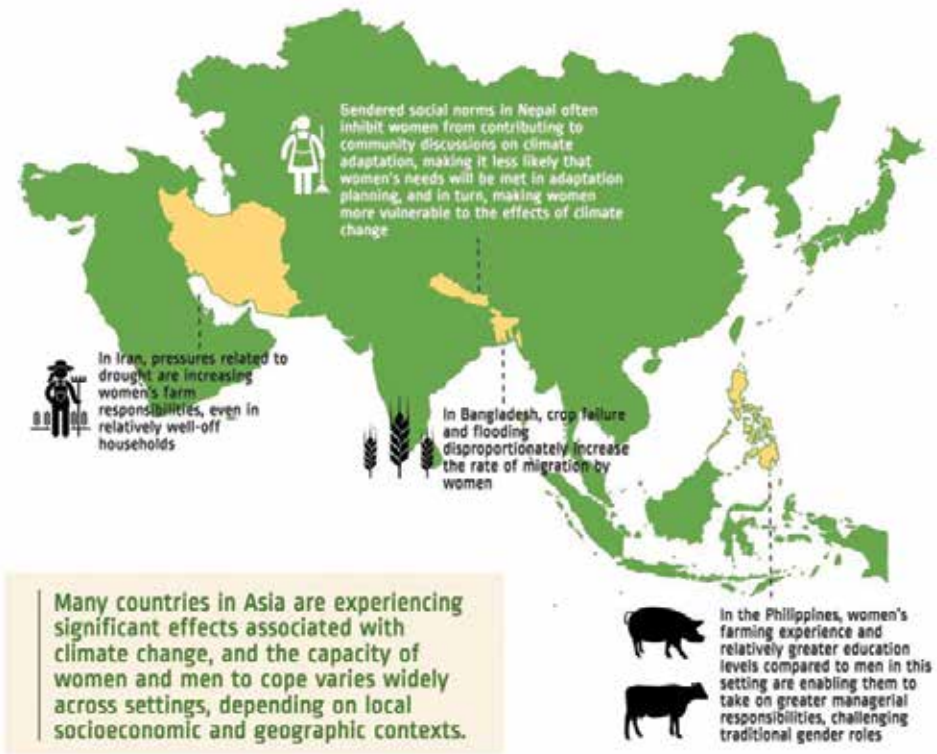 Gendered social norms in Nepal often
inhibit women from contributing to
community discussions on climate
adaptation, making it less likely that
women's needs will be met in adaptation
planning, and in turn, making women
more vulnerable to the effects of climate
change
In Iran, pressures related to
drought are increasing
women's farm
responsibilities, even in
relatively well-off
households
In Bangladesh, crop failure
and flooding
disproportionately increase
the rate of migration by
women
Many countries in Asia are experiencing
significant effects associated with
climate change, and the capacity of
women and men to cope varies widely
across settings, depending on local
socioeconomic and geographic contexts.
In the Philippines, women's
farming experience and
relatively greater education
levels compared to men in this
setting are enabling them to
take on greater managerial
responsibilities, challenging
traditional gender roles